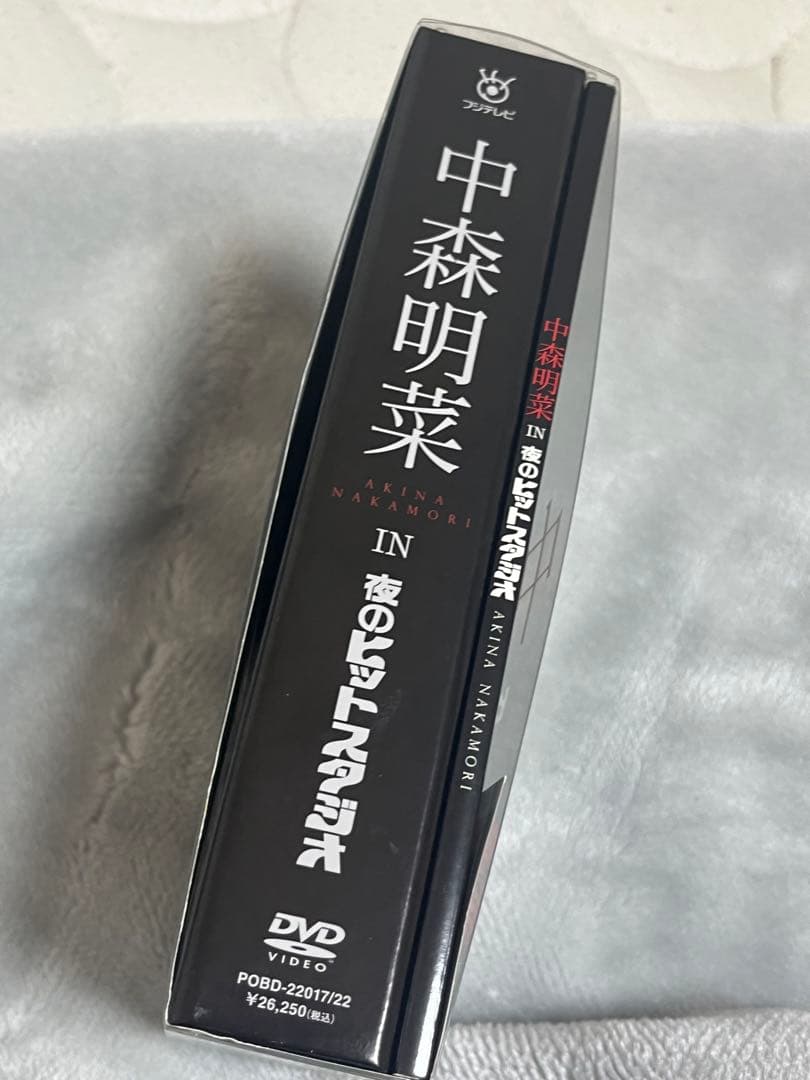 フジテレビ
中森明菜
AKINA
NAKAMORI
IN
夜のヒットスタジオ
DVD
VIDEO
POBD-22017/22
¥26,250(税込)
中森明菜
IN
夜のヒットスタジオ
AKINA NAKAMORI